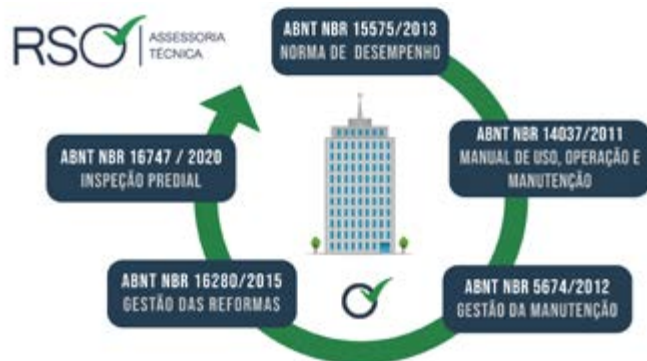 RSO
ASSESSORIA
TÉCNICA
ABNT NBR 15575/2013
NORMA DE DESEMPENHO
ABNT NBR 14037/2011
MANUAL DE USO, OPERAÇÃO E
MANUTENÇÃO
ABNT NBR 5674/2012
GESTÃO DA MANUTENÇÃO
ABNT NBR 16280/2015
GESTÃO DAS REFORMAS
ABNT NBR 16747 / 2020
INSPEÇÃO PREDIAL